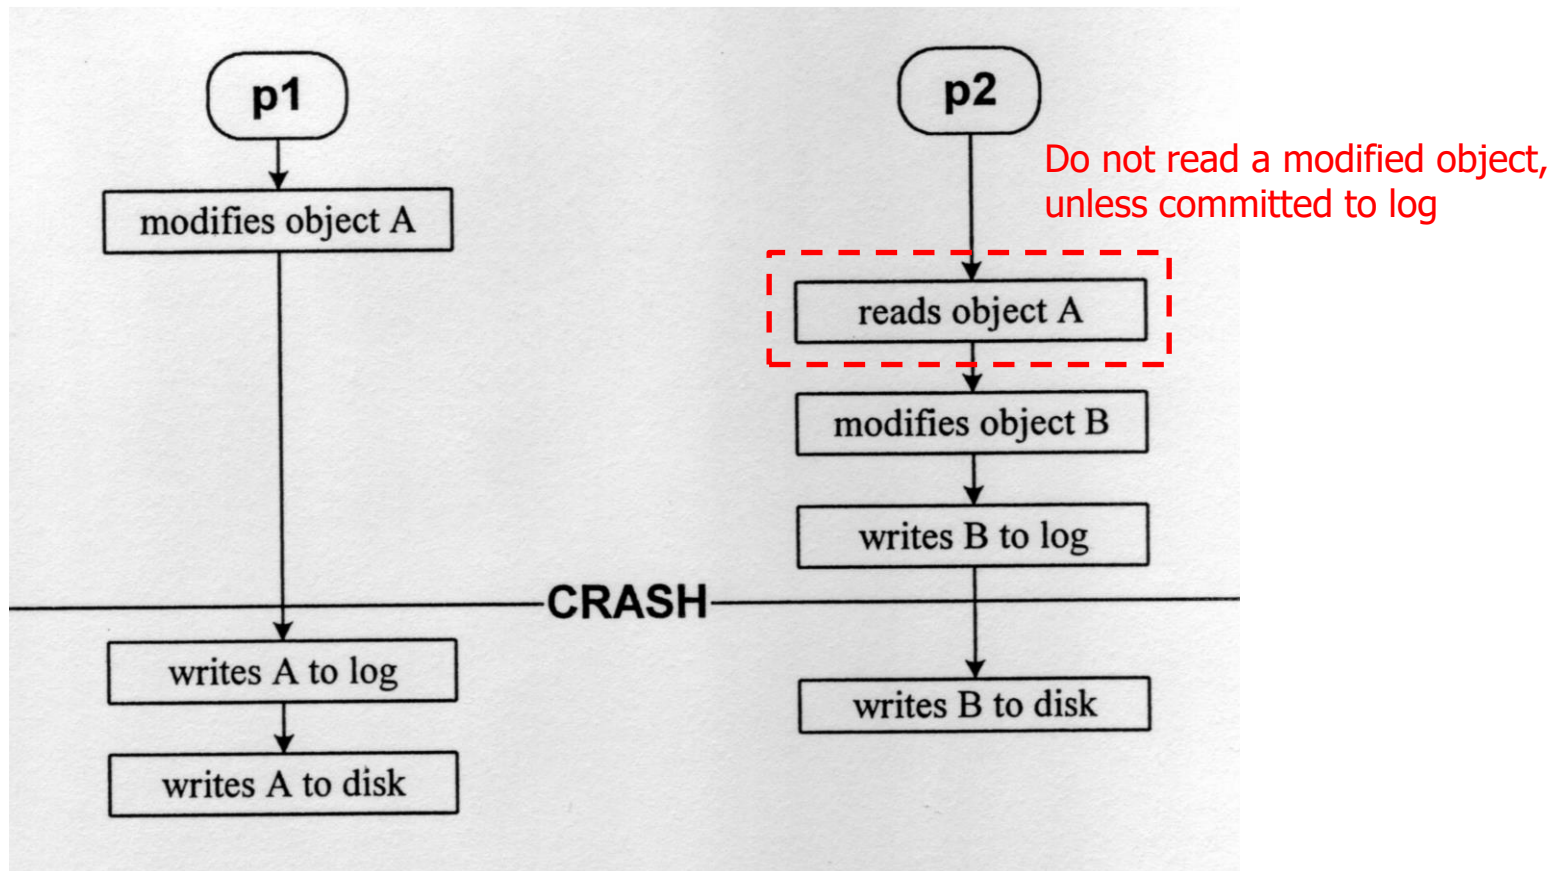 p1
modifies object A
writes A to log
writes A to disk
p2
Do not read a modified object,
unless committed to log
reads object A
modifies object B
writes B to log
CRASH
writes B to disk